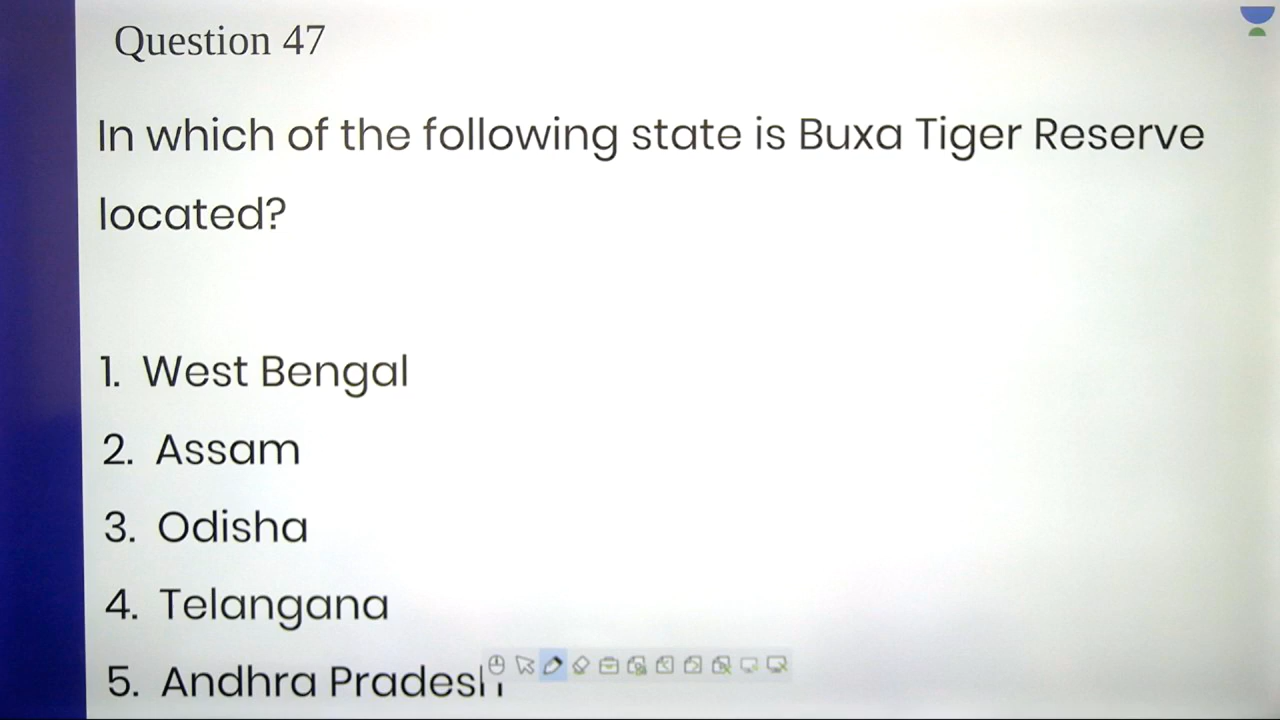 Question 47
In which of the following state is Buxa Tiger Reserve
located?
1. West Bengal
2. Assam
3. Odisha
4. Telangana
5. Andhra Pradesh